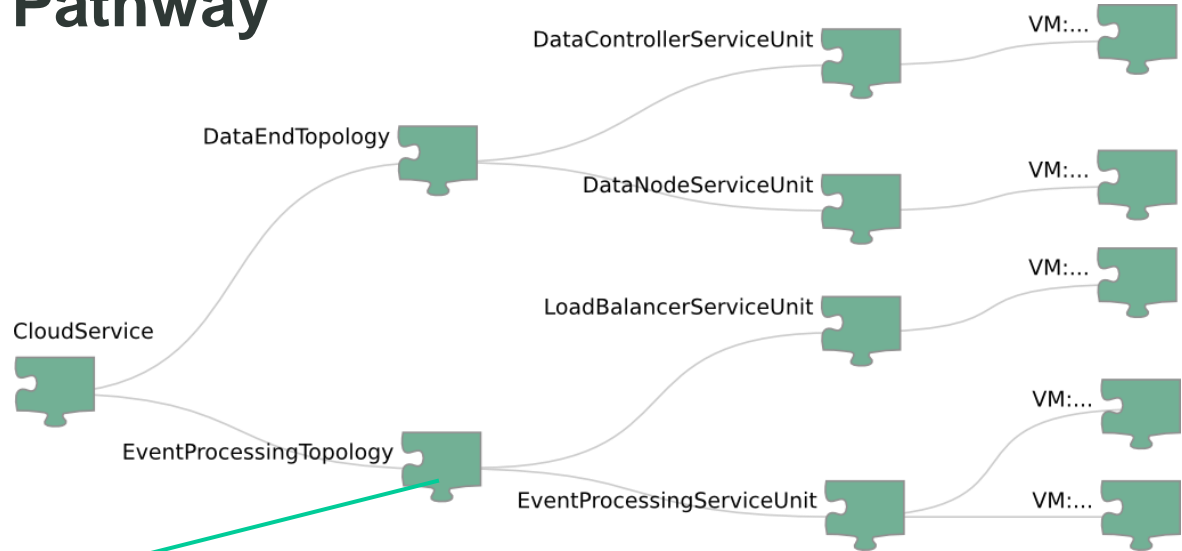 Pathway
VM:...
DataControllerServiceUnit
DataEndTopology
VM:...
DataNodeServiceUnit
VM:...
LoadBalancerServiceUnit
CloudService
VM:...
EventProcessingTopology
EventProcessingServiceUnit
VM:...